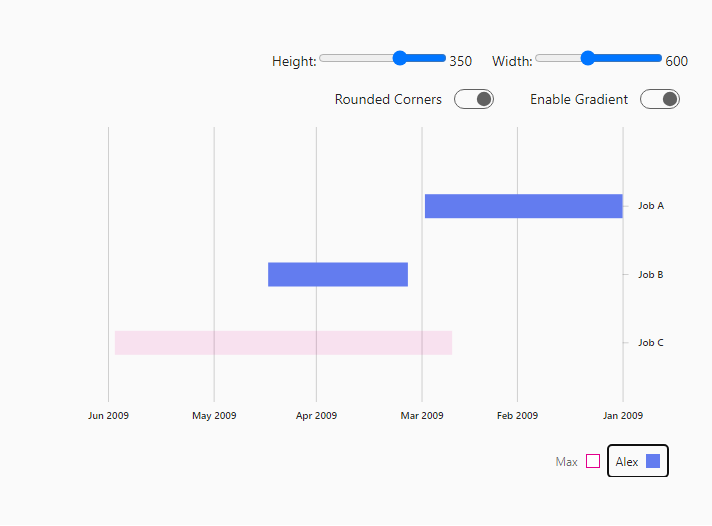 Height: 350 Width: 600
Rounded Corners Enable Gradient
Job A
Job B
Job C
Jun 2009 May 2009 Apr 2009 Mar 2009 Feb 2009 Jan 2009
Max Alex